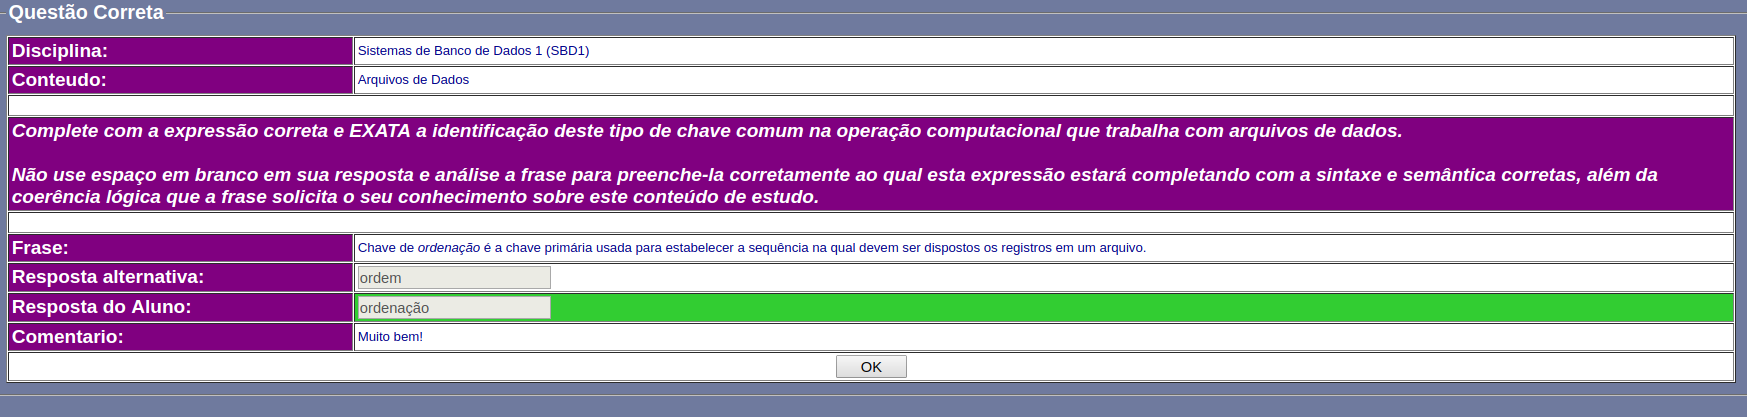 Questão Correta
Disciplina: Sistemas de Banco de Dados 1 (SBD1)
Conteudo: Arquivos de Dados
Complete com a expressão correta e EXATA a identificação deste tipo de chave comum na operação computacional que trabalha com arquivos de dados.
Não use espaço em branco em sua resposta e análise a frase para preenche-la corretamente ao qual esta expressão estará completando com a sintaxe e semântica corretas, além da
coerência lógica que a frase solicita o seu conhecimento sobre este conteúdo de estudo.
Frase: Chave de ordenação é a chave primária usada para estabelecer a sequência na qual devem ser dispostos os registros em um arquivo.
Resposta alternativa: ordem
Resposta do Aluno: ordenação
Comentario: Muito bem!
OK